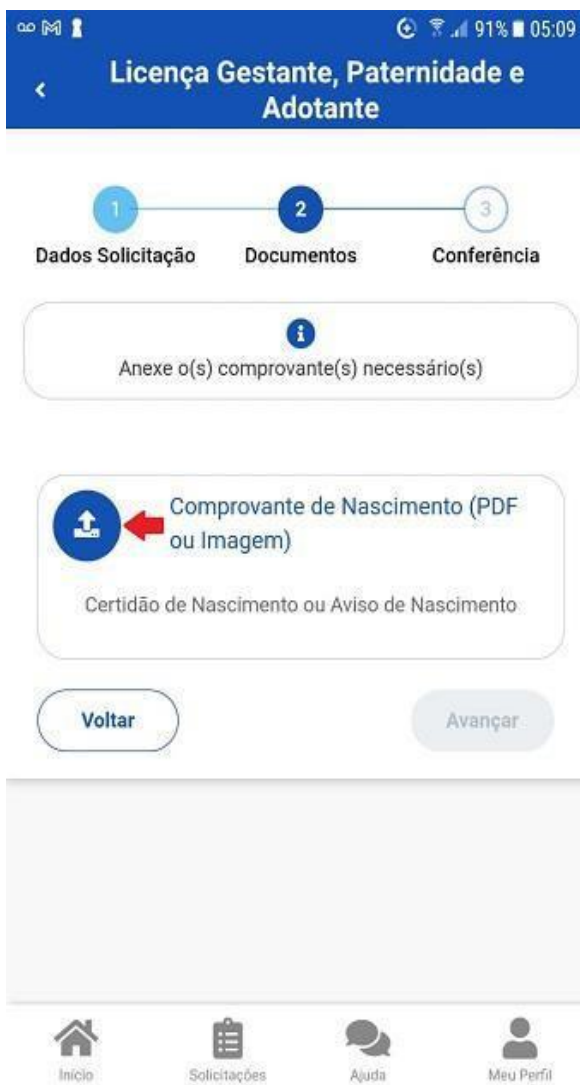 91% 05:09
Licença Gestante, Paternidade e
Adotante
1 2 3
Dados Solicitação Documentos Conferência
Anexe o(s) comprovante(s) necessário(s)
Comprovante de Nascimento (PDF
ou Imagem)
Certidão de Nascimento ou Aviso de Nascimento
Voltar Avançar
Início Solicitações Ajuda Meu Perfil